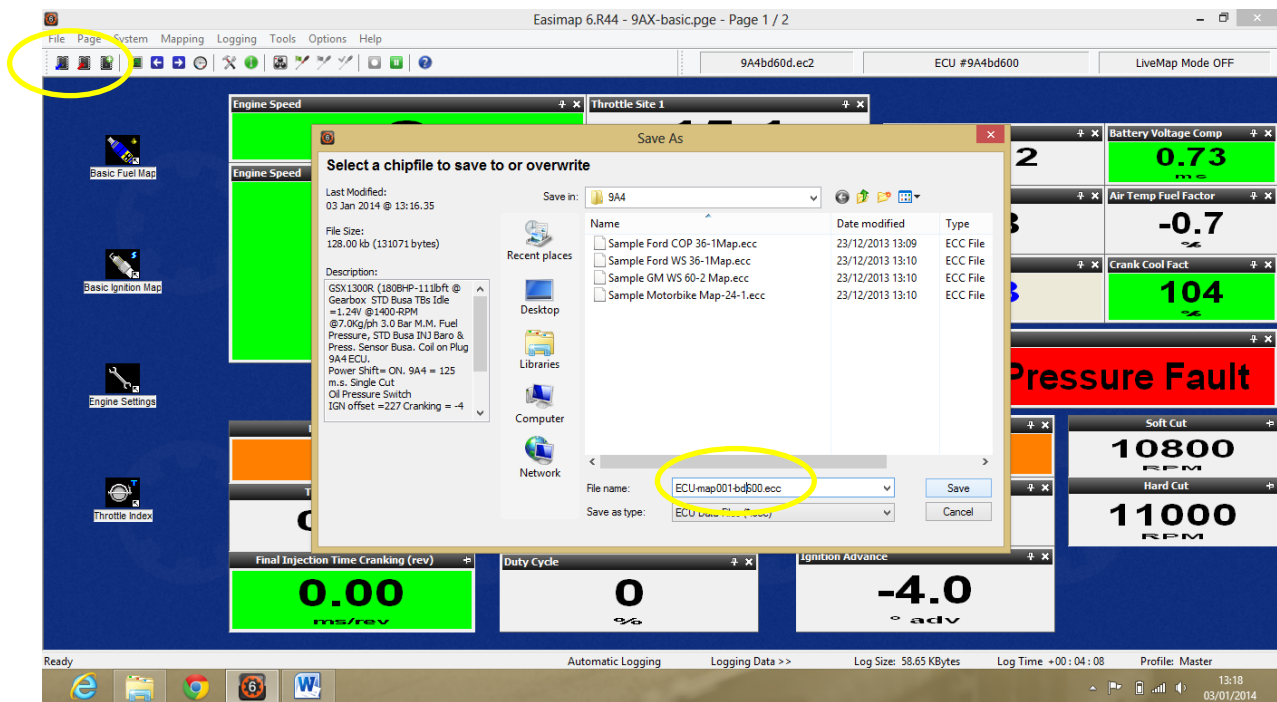 Easimap 6.R44 - 9AX-basic.pge - Page 1 / 2
File Page System Mapping Logging Tools Options Help
9A4bd60d.ec2 ECU #9A4bd600 LiveMap Mode OFF
Engine Speed
Throttle Site 1
Engine Speed
Basic Fuel Map
Basic Ignition Map
Engine Settings
Throttle Index
Save As
Select a chipfile to save to or overwrite
Last Modified:
03 Jan 2014 @ 13:16.35
File Size:
128.00 kb (131071 bytes)
Description:
GSX1300R (180BHP-111lbft @
Gearbox STD Busa TBs Idle
=1.24V @1400-RPM
@7.0Kg/ph 3.0 Bar M.M. Fuel
Pressure, STD Busa INJ Baro &
Press. Sensor Busa. Coil on Plug
9A4 ECU.
Power Shift= ON. 9A4 = 125
m.s. Single Cut
Oil Pressure Switch
IGN offset =227 Cranking = -4
Save in: 9A4
Recent places
Desktop
Libraries
Computer
Network
Name Date modified Type
Sample Ford COP 36-1Map.ecc 23/12/2013 13:09 ECC File
Sample Ford WS 36-1Map.ecc 23/12/2013 13:10 ECC File
Sample GM WS 60-2 Map.ecc 23/12/2013 13:10 ECC File
Sample Motorbike Map-24-1.ecc 23/12/2013 13:10 ECC File
File name: ECU-map001-bd600.ecc Save
Save as type: ECU Data Files (*.ecc) Cancel
2
Battery Voltage Comp
0.73
ms
Air Temp Fuel Factor
-0.7
%
Crank Cool Fact
104
%
Pressure Fault
Soft Cut
10800
RPM
Hard Cut
11000
RPM
Final Injection Time Cranking (rev)
0.00
ms/rev
Duty Cycle
0
%
Ignition Advance
-4.0
° adv
Ready Automatic Logging Logging Data >> Log Size: 58.65 KBytes Log Time +00 : 04 : 08 Profile: Master
13:18
03/01/2014